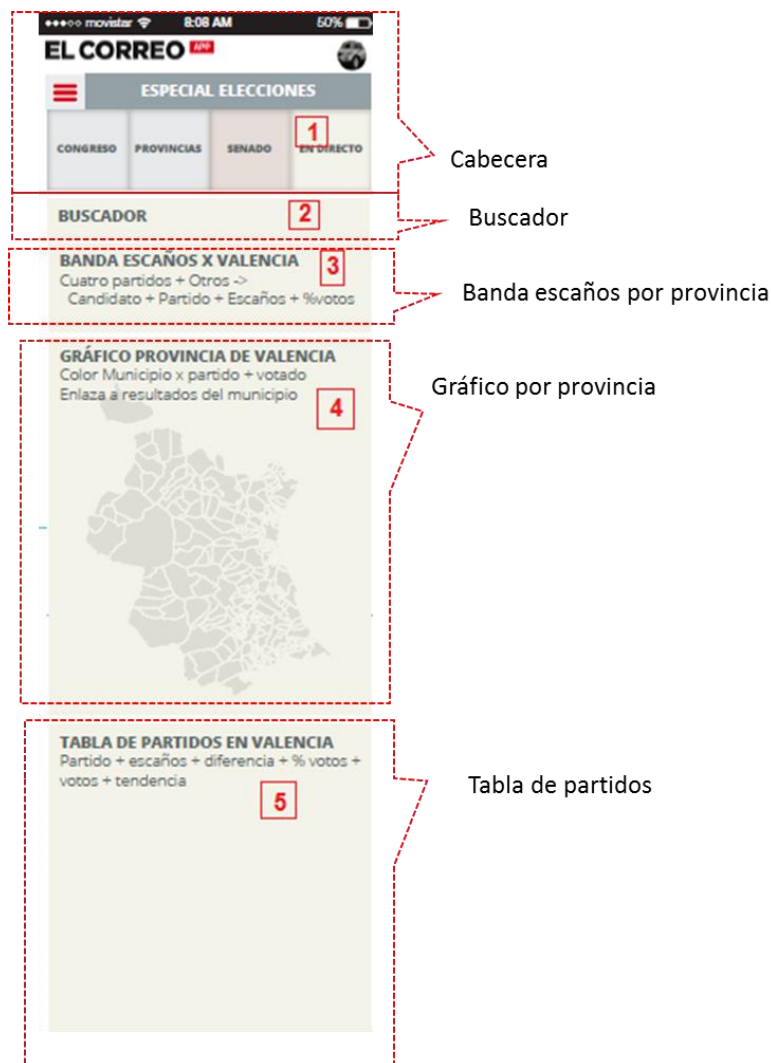 movistar 8:08 AM 50%
EL CORREO APP
ESPECIAL ELECCIONES
CONGRESO PROVINCIAS SENADO EN DIRECTO
1
Cabecera
BUSCADOR
2
Buscador
BANDA ESCAÑOS X VALENCIA
3
Cuatro partidos + Otros ->
Candidato + Partido + Escaños + %votos
Banda escaños por provincia
GRÁFICO PROVINCIA DE VALENCIA
Color Municipio x partido + votado
Enlaza a resultados del municipio
4
Gráfico por provincia
TABLA DE PARTIDOS EN VALENCIA
Partido + escaños + diferencia + % votos +
votos + tendencia
5
Tabla de partidos